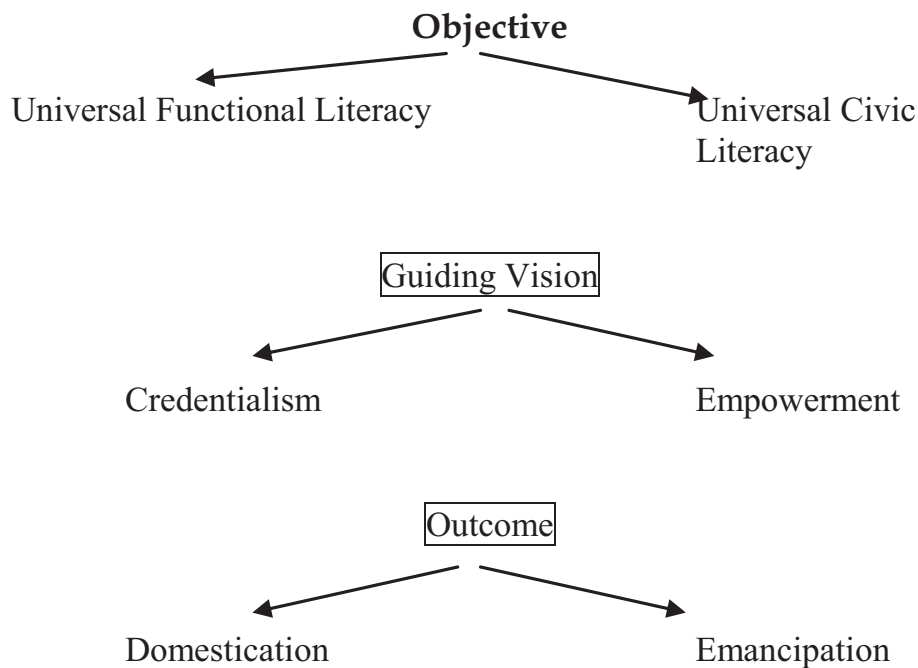 Objective
Universal Functional Literacy
Universal Civic
Literacy
Guiding Vision
Credentialism
Empowerment
Outcome
Domestication
Emancipation